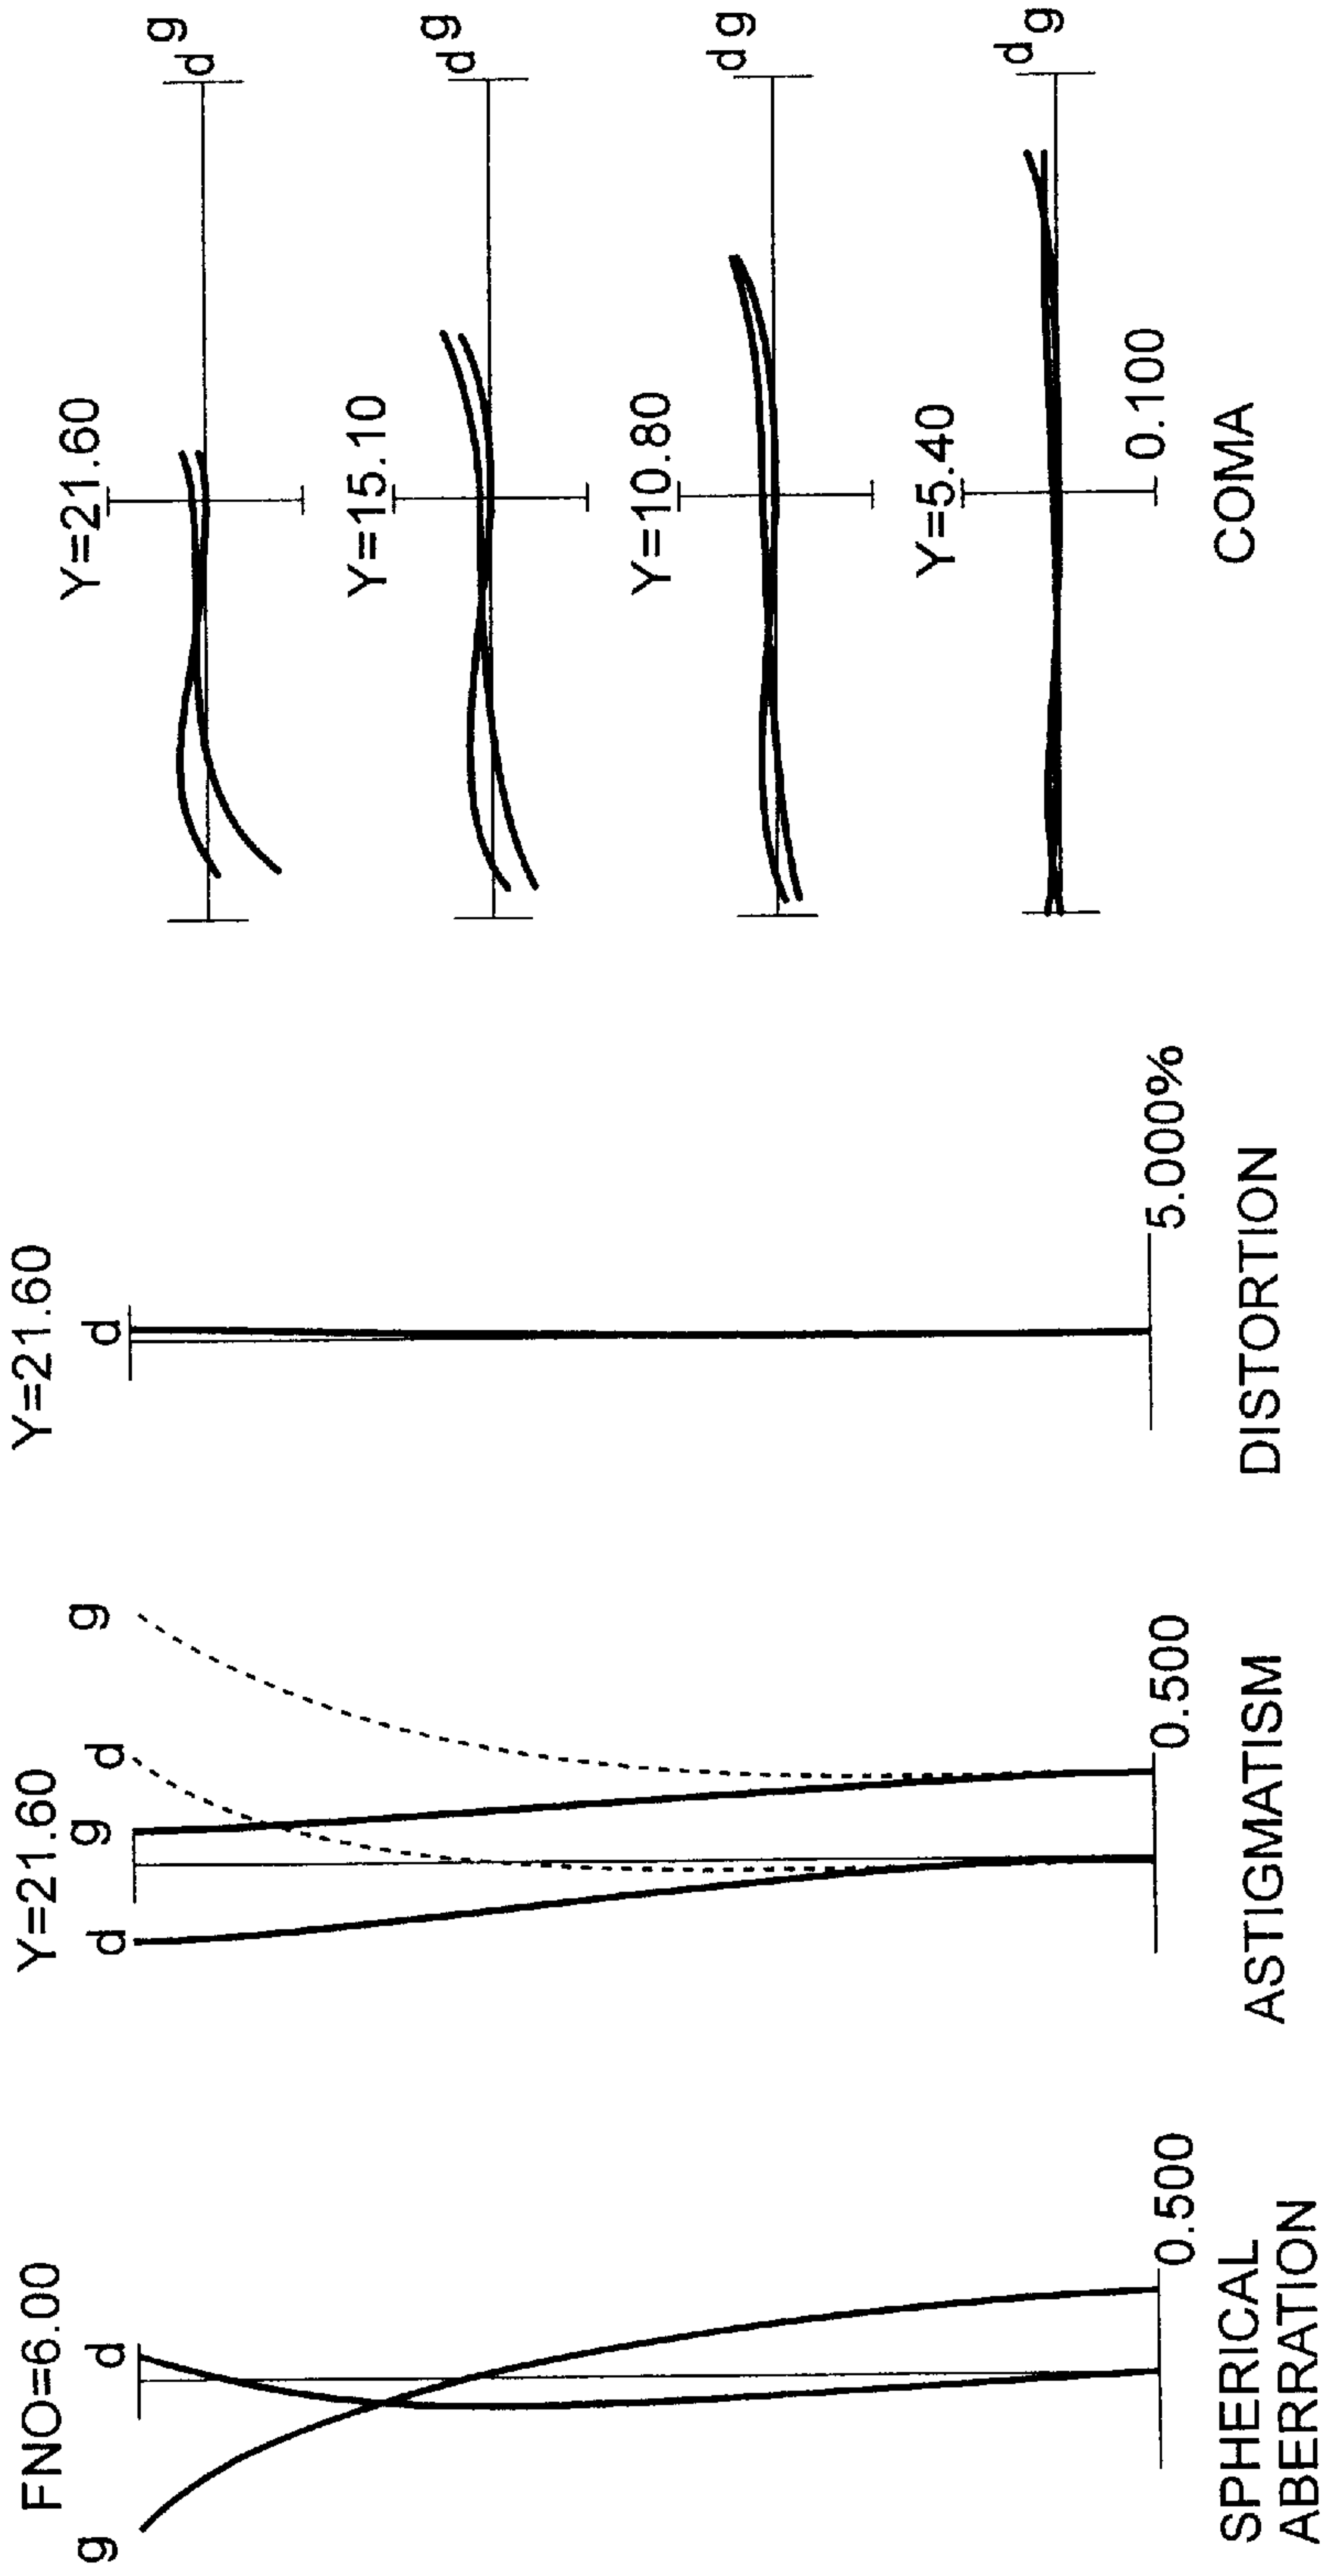 FNO=6.00
g
d
0.500
SPHERICAL
ABERRATION
Y=21.60
d
g
d
g
0.500
ASTIGMATISM
Y=21.60
d
5.000%
DISTORTION
Y=21.60
g
d
Y=15.10
g
d
Y=10.80
g
d
Y=5.40
g
d
0.100
COMA